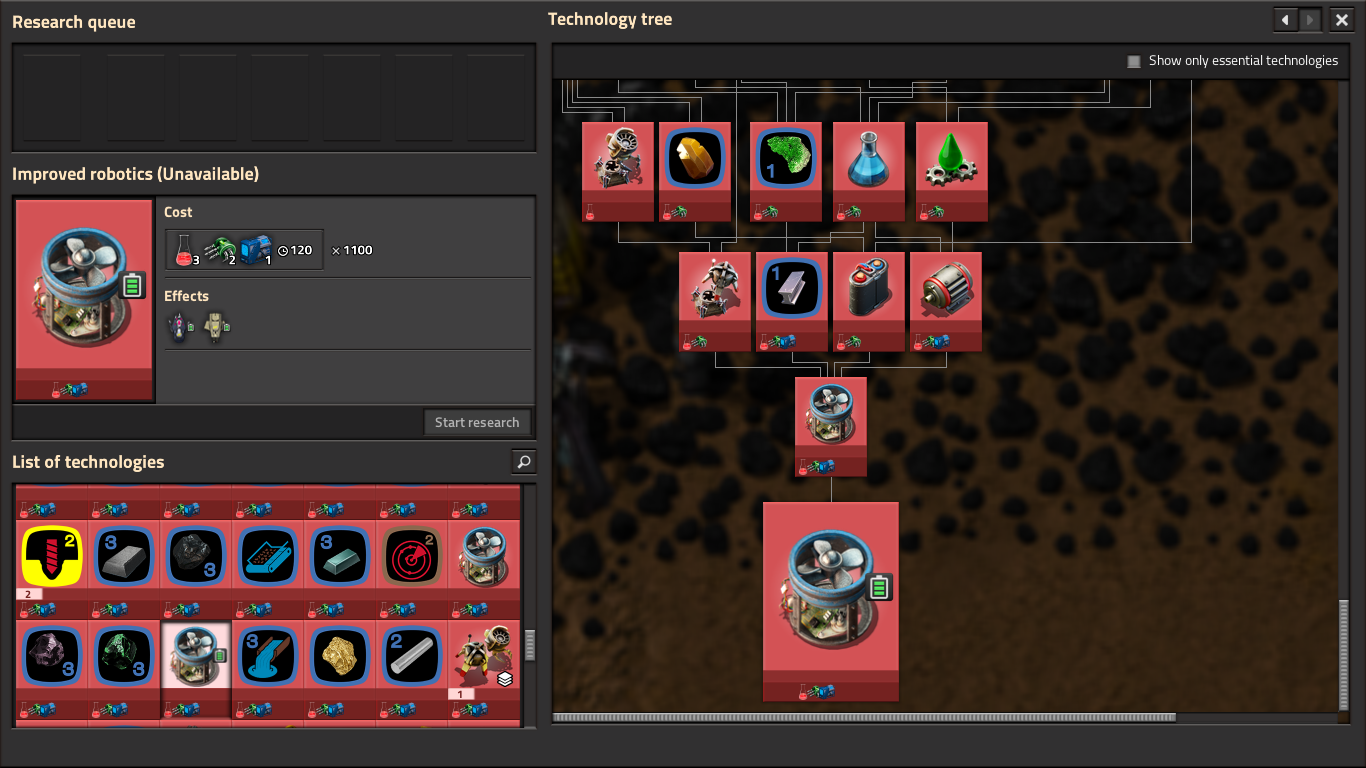 Research queue
Technology tree
Show only essential technologies
Improved robotics (Unavailable)
Cost
3 2 1 120 × 1100
Effects
Start research
List of technologies
2 3 3 3 2
2
3 3 3 2
1
1
1